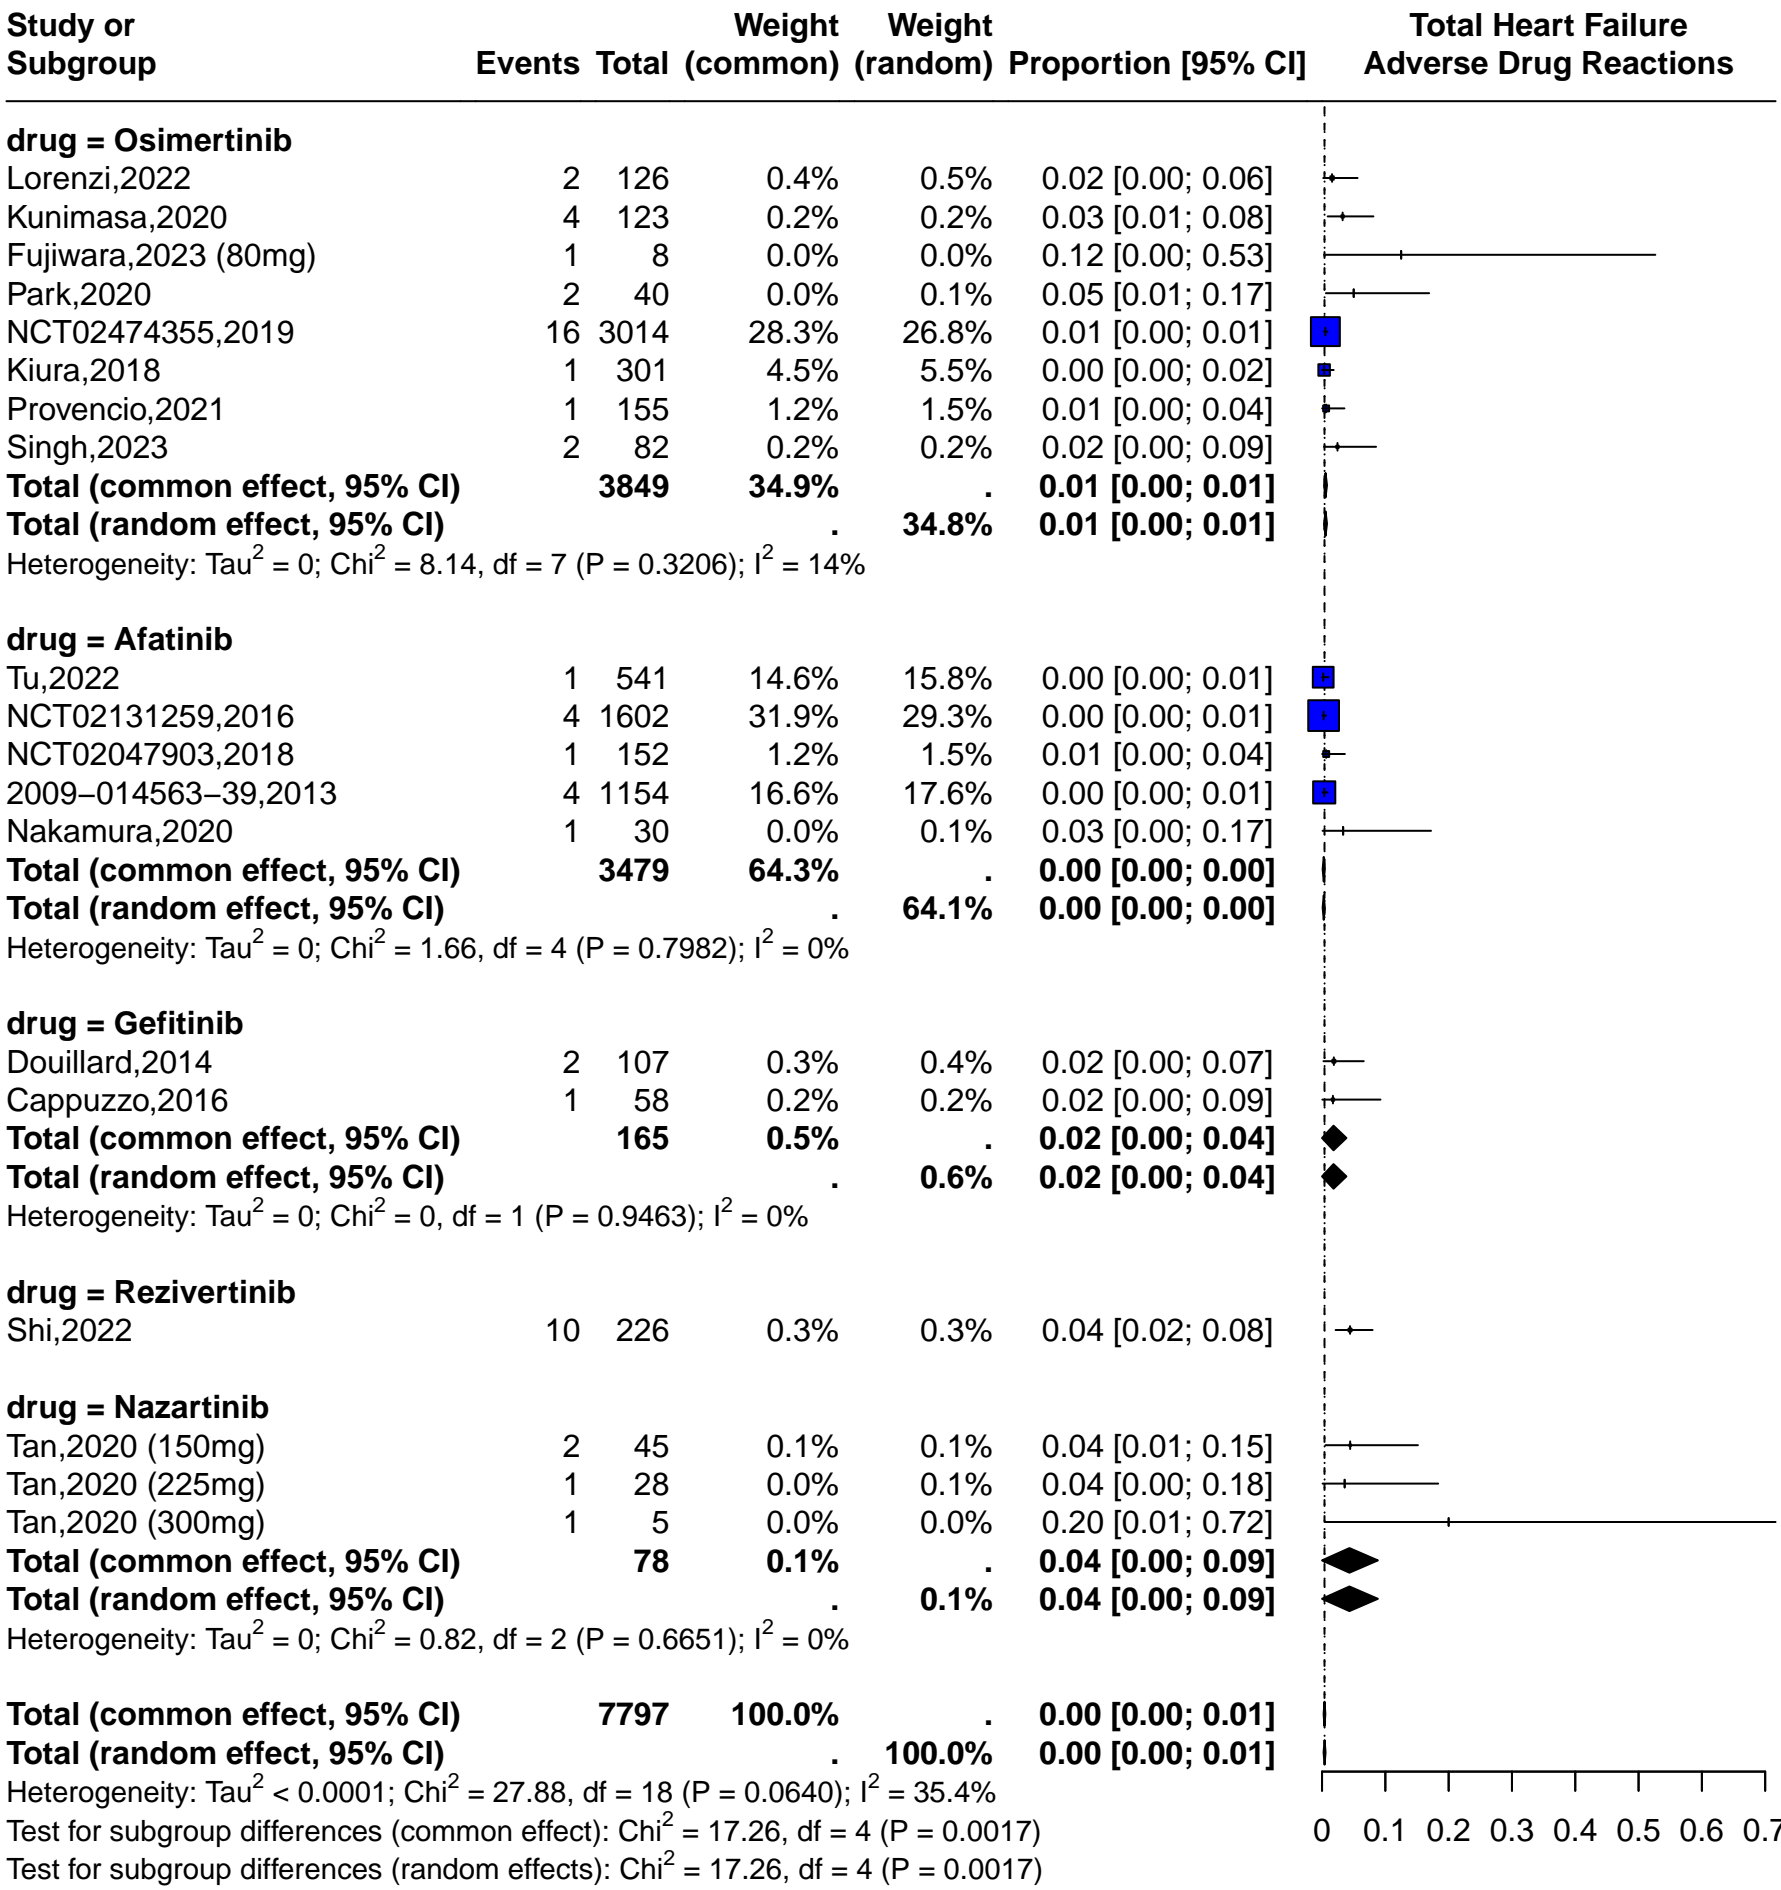 Study or Weight Weight Total Heart Failure
Subgroup Events Total (common) (random) Proportion [95% CI] Adverse Drug Reactions
drug = Osimertinib
Lorenzi,2022 2 126 0.4% 0.5% 0.02 [0.00; 0.06]
Kunimasa,2020 4 123 0.2% 0.2% 0.03 [0.01; 0.08]
Fujiwara,2023 (80mg) 1 8 0.0% 0.0% 0.12 [0.00; 0.53]
Park,2020 2 40 0.0% 0.1% 0.05 [0.01; 0.17]
NCT02474355,2019 16 3014 28.3% 26.8% 0.01 [0.00; 0.01]
Kiura,2018 1 301 4.5% 5.5% 0.00 [0.00; 0.02]
Provencio,2021 1 155 1.2% 1.5% 0.01 [0.00; 0.04]
Singh,2023 2 82 0.2% 0.2% 0.02 [0.00; 0.09]
Total (common effect, 95% CI) 3849 34.9% . 0.01 [0.00; 0.01]
Total (random effect, 95% CI) . 34.8% 0.01 [0.00; 0.01]
Heterogeneity: Tau² = 0; Chi² = 8.14, df = 7 (P = 0.3206); I² = 14%
drug = Afatinib
Tu,2022 1 541 14.6% 15.8% 0.00 [0.00; 0.01]
NCT02131259,2016 4 1602 31.9% 29.3% 0.00 [0.00; 0.01]
NCT02047903,2018 1 152 1.2% 1.5% 0.01 [0.00; 0.04]
2009−014563−39,2013 4 1154 16.6% 17.6% 0.00 [0.00; 0.01]
Nakamura,2020 1 30 0.0% 0.1% 0.03 [0.00; 0.17]
Total (common effect, 95% CI) 3479 64.3% . 0.00 [0.00; 0.00]
Total (random effect, 95% CI) . 64.1% 0.00 [0.00; 0.00]
Heterogeneity: Tau² = 0; Chi² = 1.66, df = 4 (P = 0.7982); I² = 0%
drug = Gefitinib
Douillard,2014 2 107 0.3% 0.4% 0.02 [0.00; 0.07]
Cappuzzo,2016 1 58 0.2% 0.2% 0.02 [0.00; 0.09]
Total (common effect, 95% CI) 165 0.5% . 0.02 [0.00; 0.04]
Total (random effect, 95% CI) . 0.6% 0.02 [0.00; 0.04]
Heterogeneity: Tau² = 0; Chi² = 0, df = 1 (P = 0.9463); I² = 0%
drug = Rezivertinib
Shi,2022 10 226 0.3% 0.3% 0.04 [0.02; 0.08]
drug = Nazartinib
Tan,2020 (150mg) 2 45 0.1% 0.1% 0.04 [0.01; 0.15]
Tan,2020 (225mg) 1 28 0.0% 0.1% 0.04 [0.00; 0.18]
Tan,2020 (300mg) 1 5 0.0% 0.0% 0.20 [0.01; 0.72]
Total (common effect, 95% CI) 78 0.1% . 0.04 [0.00; 0.09]
Total (random effect, 95% CI) . 0.1% 0.04 [0.00; 0.09]
Heterogeneity: Tau² = 0; Chi² = 0.82, df = 2 (P = 0.6651); I² = 0%
Total (common effect, 95% CI) 7797 100.0% . 0.00 [0.00; 0.01]
Total (random effect, 95% CI) . 100.0% 0.00 [0.00; 0.01]
Heterogeneity: Tau² < 0.0001; Chi² = 27.88, df = 18 (P = 0.0640); I² = 35.4%
Test for subgroup differences (common effect): Chi² = 17.26, df = 4 (P = 0.0017) 0 0.1 0.2 0.3 0.4 0.5 0.6 0.7
Test for subgroup differences (random effects): Chi² = 17.26, df = 4 (P = 0.0017)